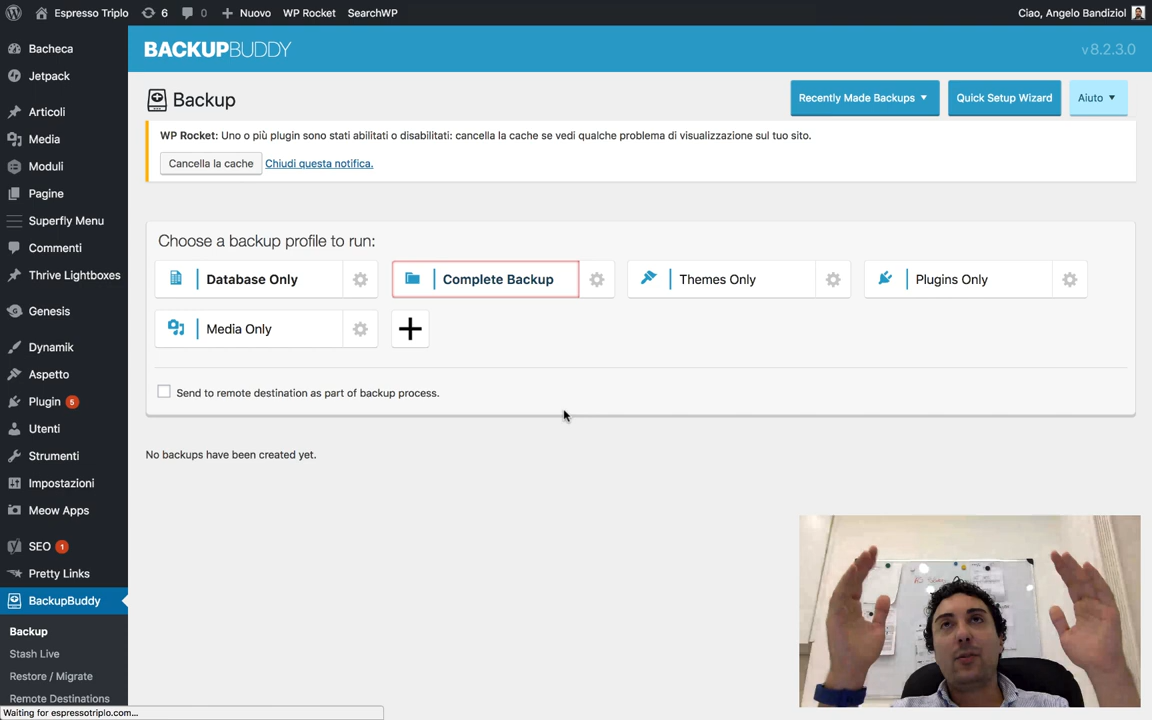 Espresso Triplo
6
0
Nuovo
WP Rocket
SearchWP
Ciao, Angelo Bandiziol
Bacheca
Jetpack
Articoli
Media
Moduli
Pagine
Superfly Menu
Commenti
Thrive Lightboxes
Genesis
Dynamik
Aspetto
Plugin 5
Utenti
Strumenti
Impostazioni
Meow Apps
SEO 1
Pretty Links
BackupBuddy
Backup
Stash Live
Restore / Migrate
Remote Destinations
Waiting for espressotriplo.com...
BACKUPBUDDY
v8.2.3.0
Backup
Recently Made Backups
Quick Setup Wizard
Aiuto
WP Rocket: Uno o più plugin sono stati abilitati o disabilitati: cancella la cache se vedi qualche problema di visualizzazione sul tuo sito.
Cancella la cache
Chiudi questa notifica.
Choose a backup profile to run:
Database Only
Complete Backup
Themes Only
Plugins Only
Media Only
Send to remote destination as part of backup process.
No backups have been created yet.